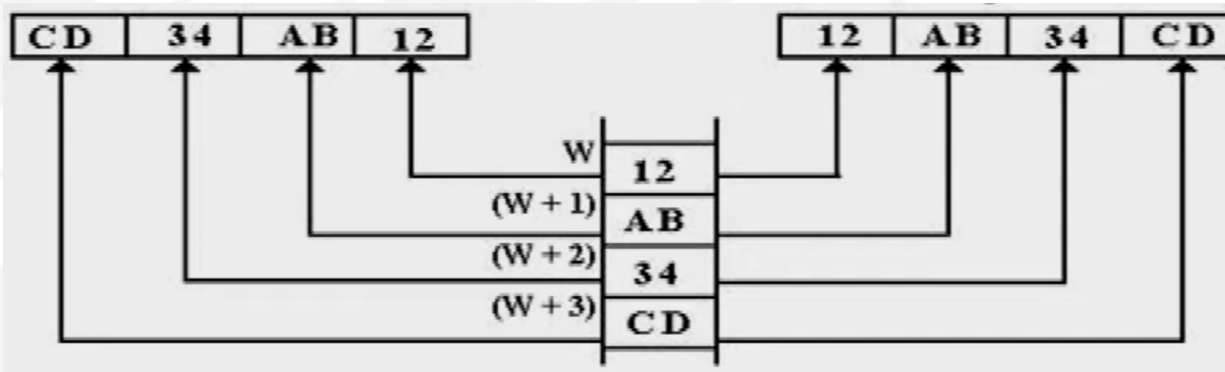 CD 34 AB 12
12 AB 34 CD
W 12
(W + 1) AB
(W + 2) 34
(W + 3) CD